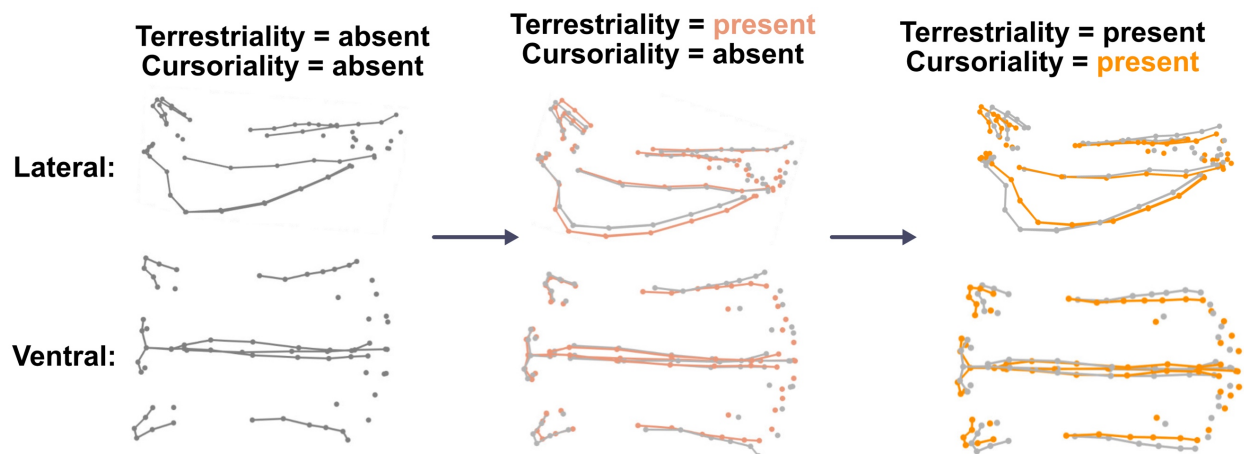 Terrestriality = absent
Cursoriality = absent
Terrestriality = present
Cursoriality = absent
Terrestriality = present
Cursoriality = present
Lateral:
Ventral: